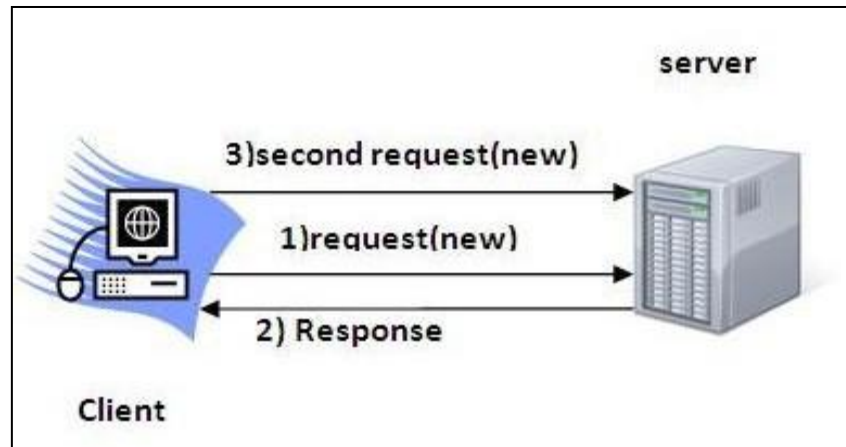 server
3)second request(new)
1)request(new)
2) Response
Client